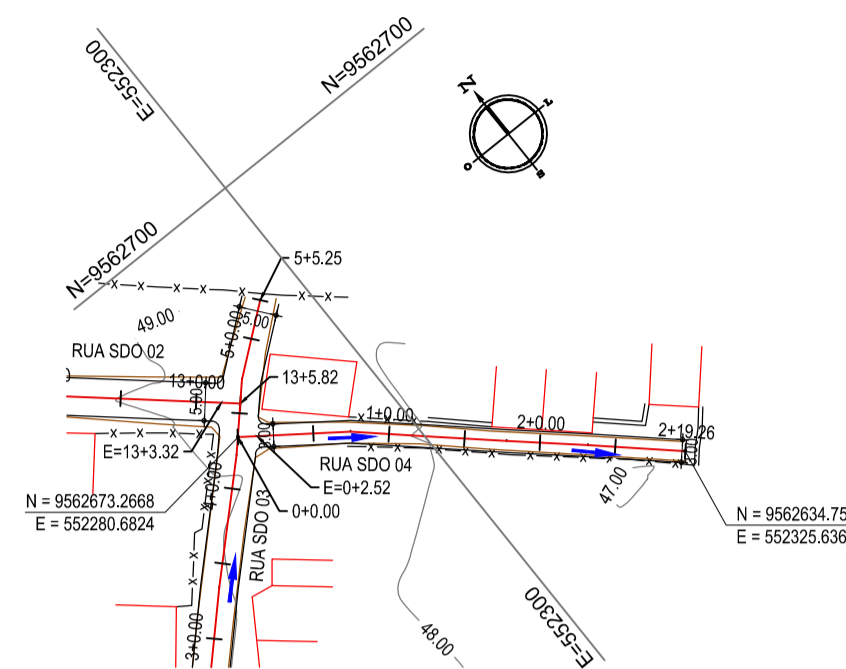 E=552300
N=9562700
N
L
O
S
N=9562700
5+5.25
5.00
49.00
5+0.00
RUA SDO 02
13+0.00
13+5.82
5.00
1+0.00
2+0.00
2+19.26
3.00
E=13+3.32
RUA SDO 04
E=0+2.52
4+0.00
47.00
N = 9562673.2668
E = 552280.6824
0+0.00
N = 9562634.75
E = 552325.636
RUA SDO 03
3+0.00
48.00
E=552300